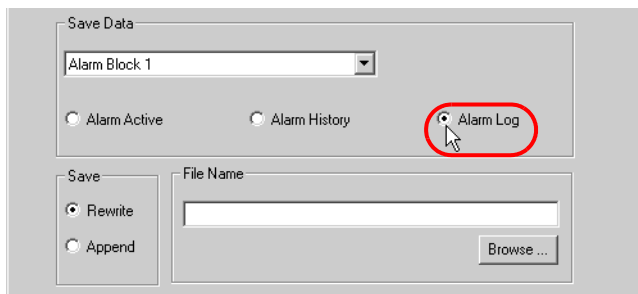 Save Data
Alarm Block 1
Alarm Active Alarm History Alarm Log
Save File Name
Rewrite
Append Browse ...